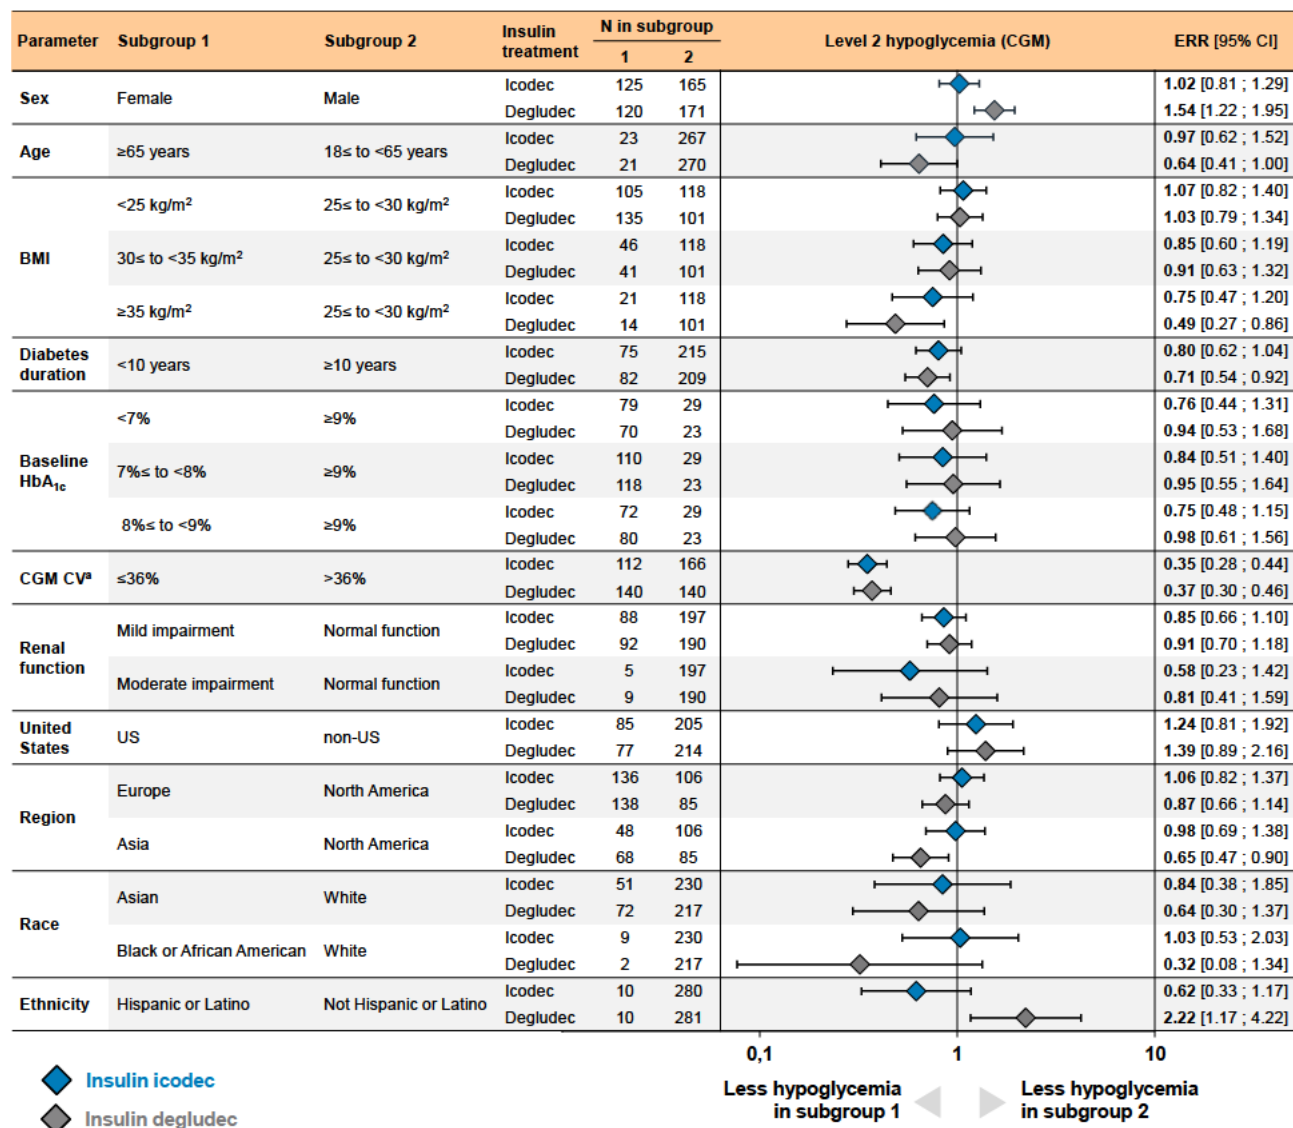 Parameter Subgroup 1 Subgroup 2 Insulin treatment N in subgroup 1 2 Level 2 hypoglycemia (CGM) ERR [95% CI]
Sex Female Male Icodec 125 165 1.02 [0.81 ; 1.29]
Degludec 120 171 1.54 [1.22 ; 1.95]
Age ≥65 years 18≤ to <65 years Icodec 23 267 0.97 [0.62 ; 1.52]
Degludec 21 270 0.64 [0.41 ; 1.00]
BMI <25 kg/m² 25≤ to <30 kg/m² Icodec 105 118 1.07 [0.82 ; 1.40]
Degludec 135 101 1.03 [0.79 ; 1.34]
30≤ to <35 kg/m² 25≤ to <30 kg/m² Icodec 46 118 0.85 [0.60 ; 1.19]
Degludec 41 101 0.91 [0.63 ; 1.32]
≥35 kg/m² 25≤ to <30 kg/m² Icodec 21 118 0.75 [0.47 ; 1.20]
Degludec 14 101 0.49 [0.27 ; 0.86]
Diabetes duration <10 years ≥10 years Icodec 75 215 0.80 [0.62 ; 1.04]
Degludec 82 209 0.71 [0.54 ; 0.92]
Baseline HbA1c <7% ≥9% Icodec 79 29 0.76 [0.44 ; 1.31]
Degludec 70 23 0.94 [0.53 ; 1.68]
7%≤ to <8% ≥9% Icodec 110 29 0.84 [0.51 ; 1.40]
Degludec 118 23 0.95 [0.55 ; 1.64]
8%≤ to <9% ≥9% Icodec 72 29 0.75 [0.48 ; 1.15]
Degludec 80 23 0.98 [0.61 ; 1.56]
CGM CVª ≤36% >36% Icodec 112 166 0.35 [0.28 ; 0.44]
Degludec 140 140 0.37 [0.30 ; 0.46]
Renal function Mild impairment Normal function Icodec 88 197 0.85 [0.66 ; 1.10]
Degludec 92 190 0.91 [0.70 ; 1.18]
Moderate impairment Normal function Icodec 5 197 0.58 [0.23 ; 1.42]
Degludec 9 190 0.81 [0.41 ; 1.59]
United States US non-US Icodec 85 205 1.24 [0.81 ; 1.92]
Degludec 77 214 1.39 [0.89 ; 2.16]
Region Europe North America Icodec 136 106 1.06 [0.82 ; 1.37]
Degludec 138 85 0.87 [0.66 ; 1.14]
Asia North America Icodec 48 106 0.98 [0.69 ; 1.38]
Degludec 68 85 0.65 [0.47 ; 0.90]
Race Asian White Icodec 51 230 0.84 [0.38 ; 1.85]
Degludec 72 217 0.64 [0.30 ; 1.37]
Black or African American White Icodec 9 230 1.03 [0.53 ; 2.03]
Degludec 2 217 0.32 [0.08 ; 1.34]
Ethnicity Hispanic or Latino Not Hispanic or Latino Icodec 10 280 0.62 [0.33 ; 1.17]
Degludec 10 281 2.22 [1.17 ; 4.22]
0,1 1 10
Less hypoglycemia in subgroup 1 Less hypoglycemia in subgroup 2
Insulin icodec
Insulin degludec